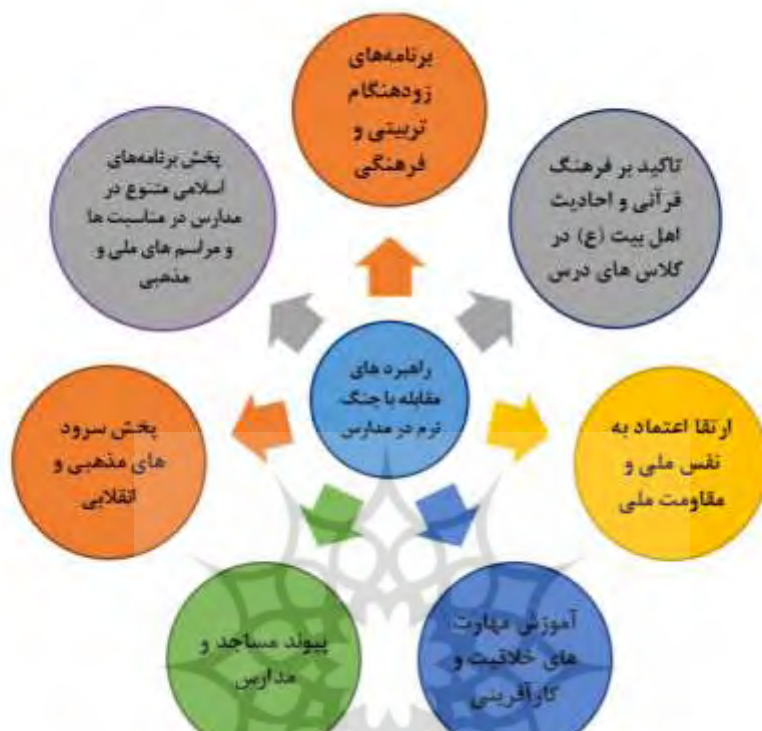 برنامه‌های
زودهنگام
تربیتی و
فرهنگی
تاکید بر فرهنگ
قرآنی و احادیث
اهل بیت (ع) در
کلاس های درس
ارتقا اعتماد به
نفس ملی و
مقاومت ملی
آموزش مهارت
های خلاقیت و
کارآفرینی
پیوند مساجد و
مدارس
پخش سرود
های مذهبی و
انقلابی
پخش برنامه‌های
اسلامی متنوع در
مدارس در مناسبت ها
و مراسم های ملی و
مذهبی
راهبرد های
مقابله با جنگ
نرم در مدارس